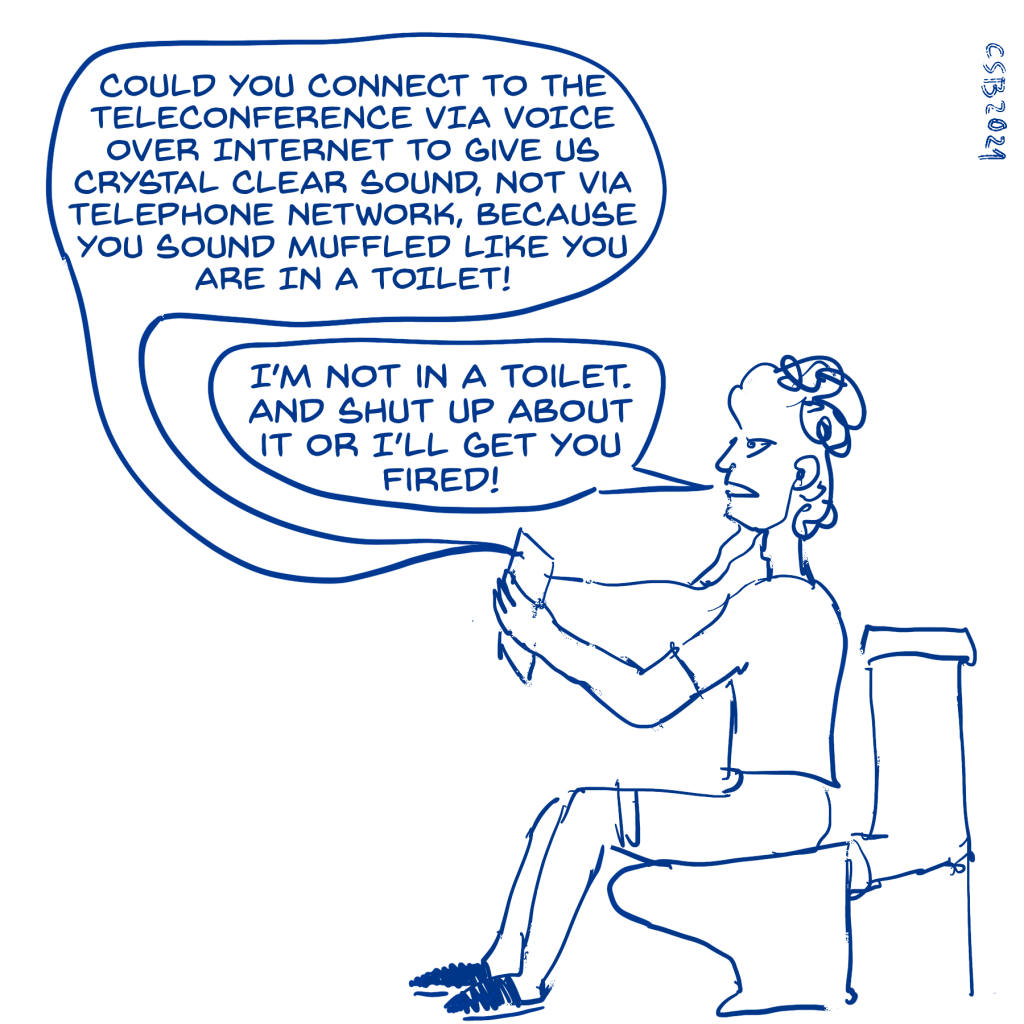 COULD YOU CONNECT TO THE
TELECONFERENCE VIA VOICE
OVER INTERNET TO GIVE US
CRYSTAL CLEAR SOUND, NOT VIA
TELEPHONE NETWORK, BECAUSE
YOU SOUND MUFFLED LIKE YOU
ARE IN A TOILET!
I'M NOT IN A TOILET.
AND SHUT UP ABOUT
IT OR I'LL GET YOU
FIRED!
CSB2021